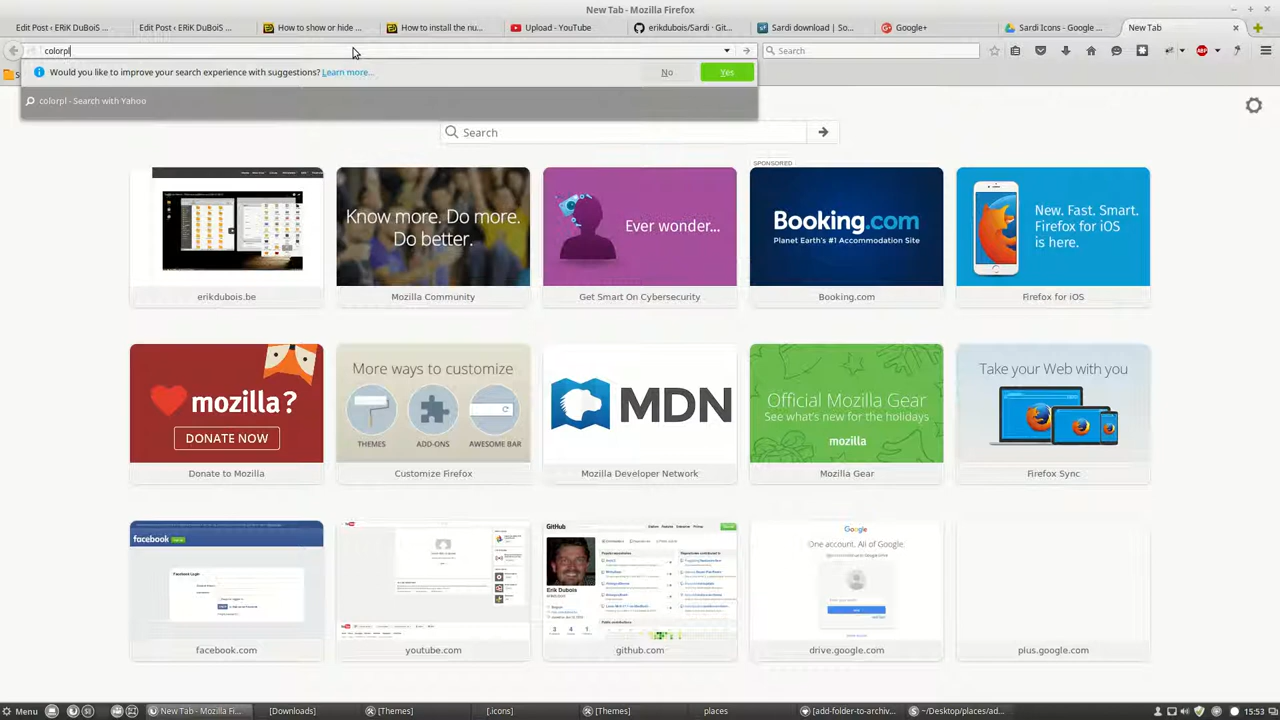 New Tab - Mozilla Firefox
Edit Post ‹ ERiK DuBoiS ...
Edit Post ‹ ERiK DuBoiS ...
How to show or hide ...
How to install the nu...
Upload - YouTube
erikdubois/Sardi · Git...
Sardi download | So...
Google+
Sardi Icons – Google ...
New Tab
colorpl
Search
Would you like to improve your search experience with suggestions? Learn more...
No
Yes
colorpl - Search with Yahoo
Search
SPONSORED
Know more. Do more.
Do better.
Ever wonder...
Booking.com
Planet Earth's #1 Accommodation Site
New. Fast. Smart.
Firefox for iOS
is here.
erikdubois.be
Mozilla Community
Get Smart On Cybersecurity
Booking.com
Firefox for iOS
mozilla?
DONATE NOW
More ways to customize
THEMES
ADD-ONS
AWESOME BAR
MDN
Official Mozilla Gear
See what's new for the holidays
mozilla
Take your Web with you
Donate to Mozilla
Customize Firefox
Mozilla Developer Network
Mozilla Gear
Firefox Sync
facebook
Facebook Login
GitHub
Erik Dubois
Google
One account. All of Google.
facebook.com
youtube.com
github.com
drive.google.com
plus.google.com
Menu
New Tab - Mozilla Fi...
[Downloads]
[Themes]
[.icons]
[Themes]
places
[add-folder-to-archiv...
~/Desktop/places/ad...
15:53